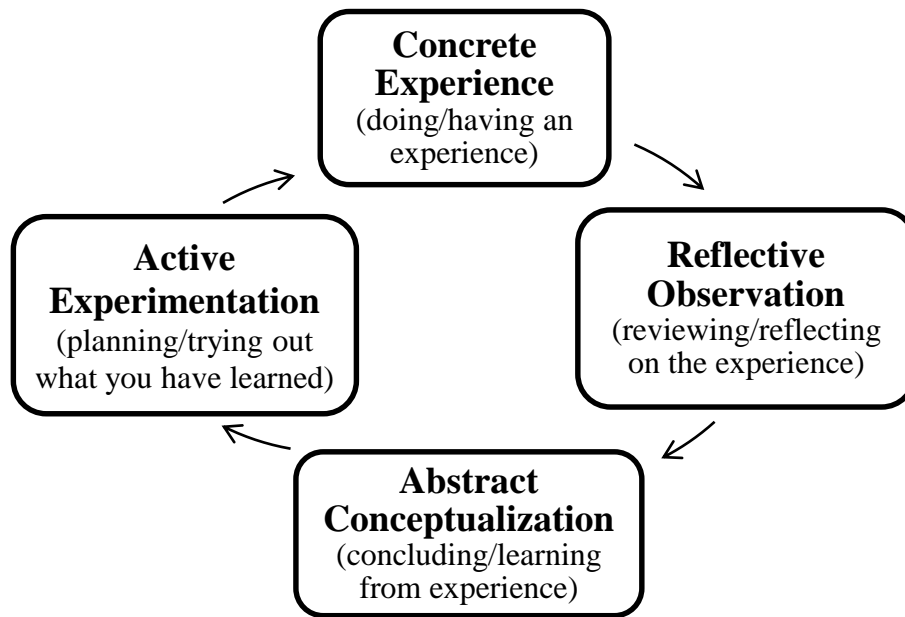 Concrete
Experience
(doing/having an
experience)
Reflective
Observation
(reviewing/reflecting
on the experience)
Abstract
Conceptualization
(concluding/learning
from experience)
Active
Experimentation
(planning/trying out
what you have learned)